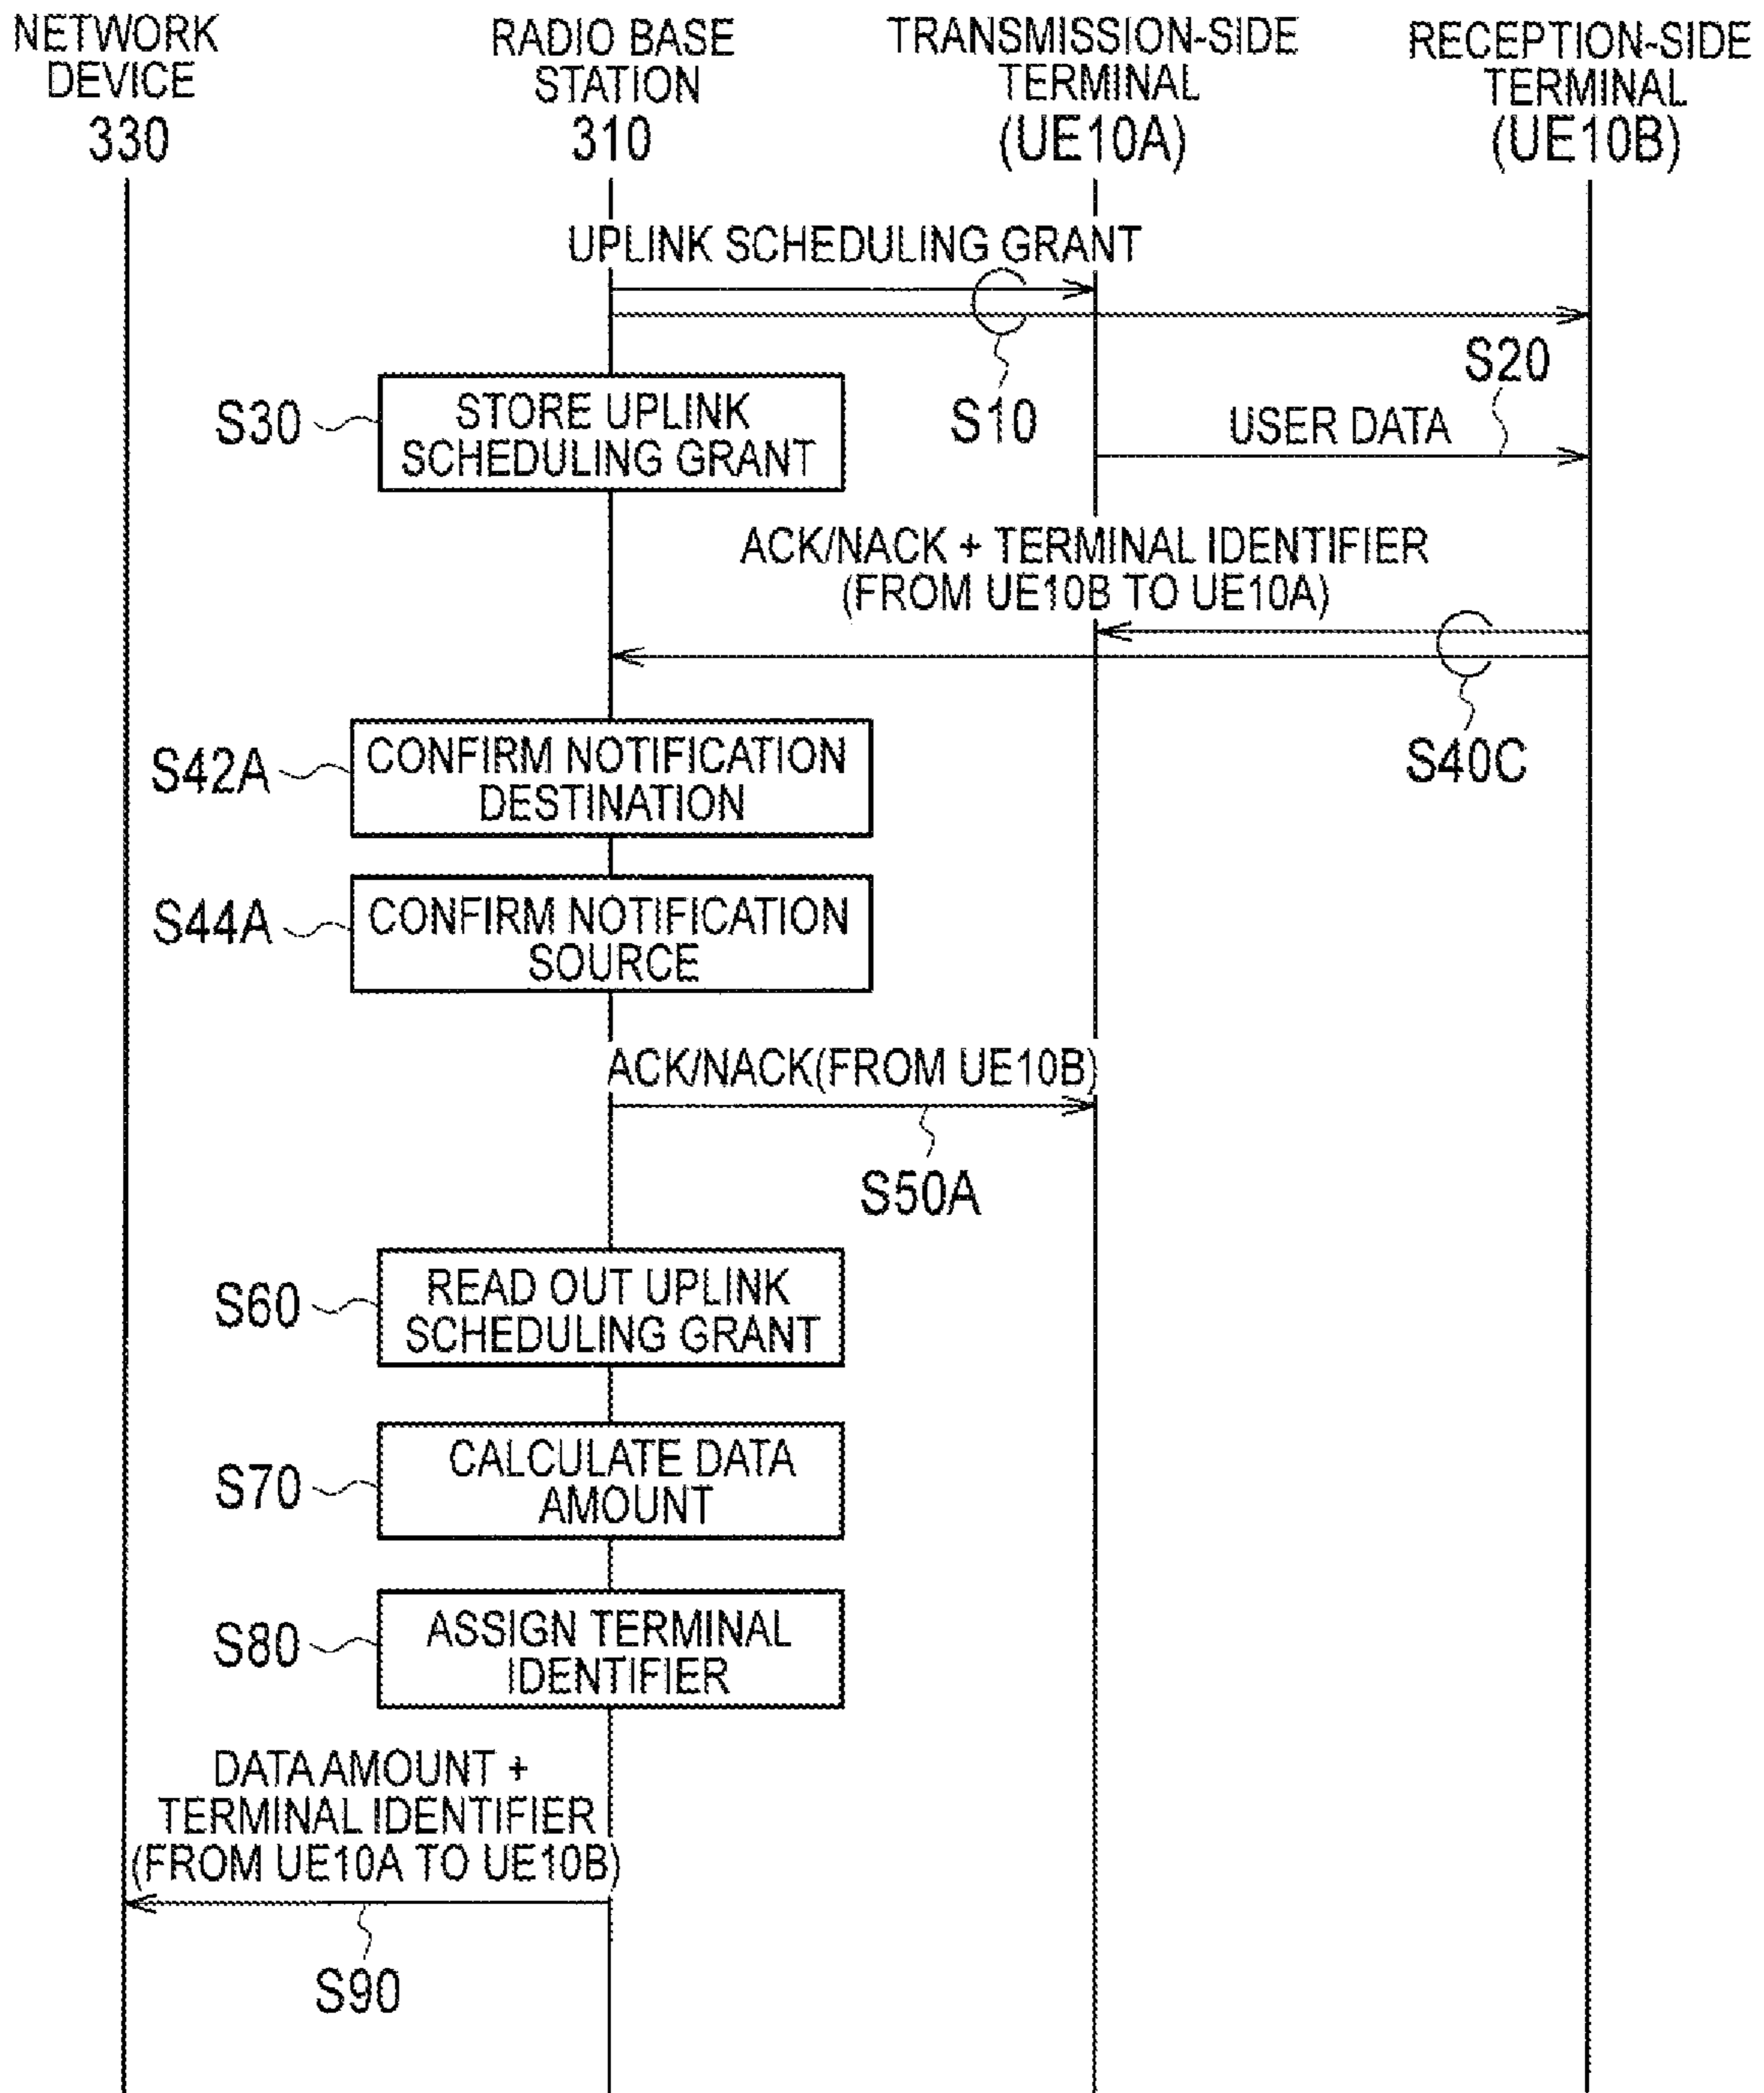 NETWORK
DEVICE
330
RADIO BASE
STATION
310
TRANSMISSION-SIDE
TERMINAL
(UE10A)
RECEPTION-SIDE
TERMINAL
(UE10B)
UPLINK SCHEDULING GRANT
S10
S20
S30
STORE UPLINK
SCHEDULING GRANT
USER DATA
ACK/NACK + TERMINAL IDENTIFIER
(FROM UE10B TO UE10A)
S40C
S42A
CONFIRM NOTIFICATION
DESTINATION
S44A
CONFIRM NOTIFICATION
SOURCE
ACK/NACK(FROM UE10B)
S50A
S60
READ OUT UPLINK
SCHEDULING GRANT
S70
CALCULATE DATA
AMOUNT
S80
ASSIGN TERMINAL
IDENTIFIER
DATA AMOUNT +
TERMINAL IDENTIFIER
(FROM UE10A TO UE10B)
S90